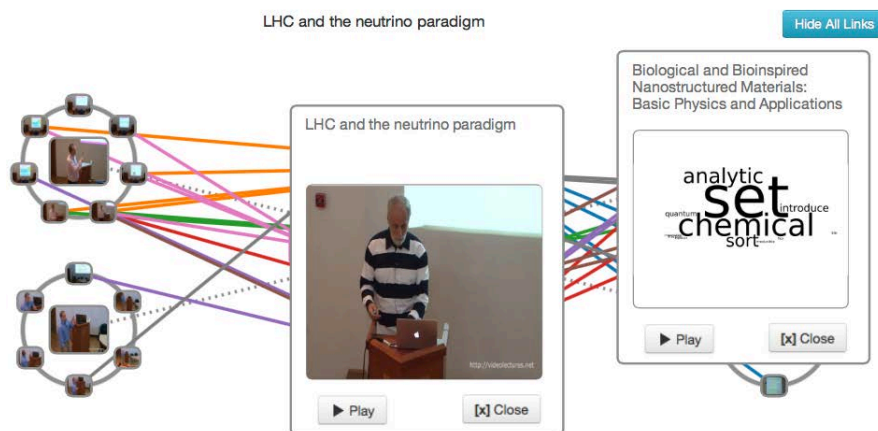 LHC and the neutrino paradigm
Hide All Links
LHC and the neutrino paradigm
http://videolectures.net
Play
[x] Close
Biological and Bioinspired
Nanostructured Materials:
Basic Physics and Applications
analytic
set
quantum
introduce
chemical
sort
Play
[x] Close